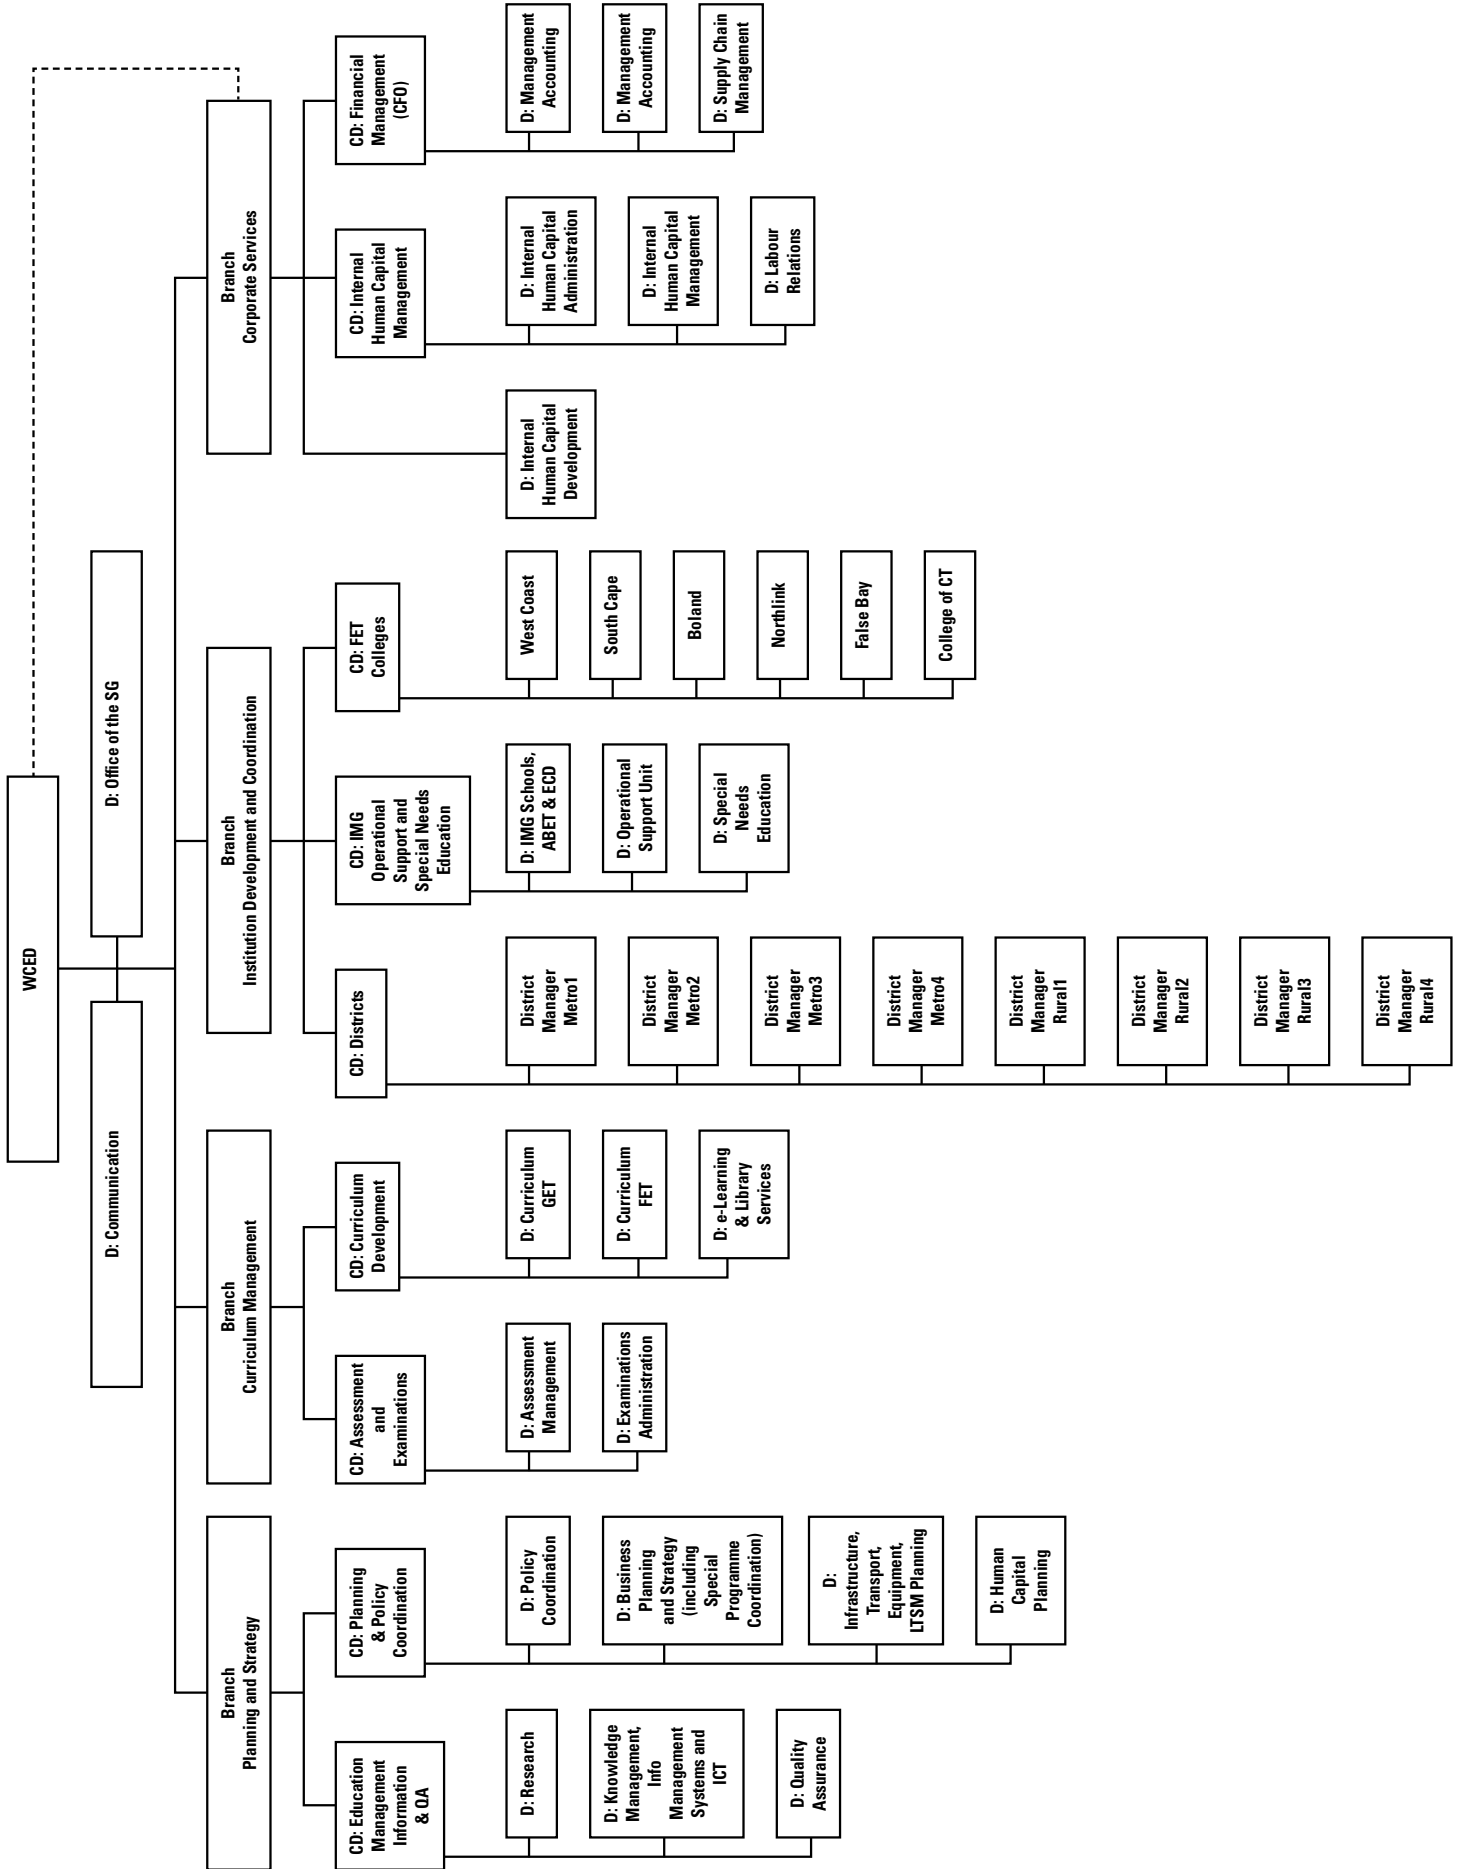 WCED
D: Communication
D: Office of the SG
Branch
Planning and Strategy
Branch
Curriculum Management
Branch
Institution Development and Coordination
Branch
Corporate Services
CD: Education
Management
Information
& QA
D: Research
D: Knowledge
Management,
Info
Management
Systems and
ICT
D: Quality
Assurance
CD: Planning
& Policy
Coordination
D: Policy
Coordination
D: Business
Planning
and Strategy
(including
Special
Programme
Coordination)
D:
Infrastructure,
Transport,
Equipment,
LTSM Planning
D: Human
Capital
Planning
CD: Assessment
and
Examinations
D: Assessment
Management
D: Examinations
Administration
CD: Curriculum
Development
D: Curriculum
GET
D: Curriculum
FET
D: e-Learning
& Library
Services
CD: Districts
District
Manager
Metro1
District
Manager
Metro2
District
Manager
Metro3
District
Manager
Metro4
District
Manager
Rural1
District
Manager
Rural2
District
Manager
Rural3
District
Manager
Rural4
CD: IMG
Operational
Support and
Special Needs
Education
D: IMG Schools,
ABET & ECD
D: Operational
Support Unit
D: Special
Needs
Education
CD: FET
Colleges
West Coast
South Cape
Boland
Northlink
False Bay
College of CT
D: Internal
Human Capital
Development
CD: Internal
Human Capital
Management
D: Internal
Human Capital
Administration
D: Internal
Human Capital
Management
D: Labour
Relations
CD: Financial
Management
(CFO)
D: Management
Accounting
D: Management
Accounting
D: Supply Chain
Management